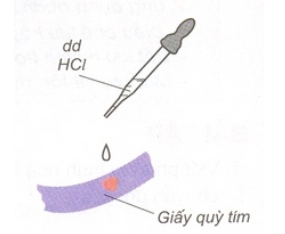 dd
HCl
Giấy quỳ tím